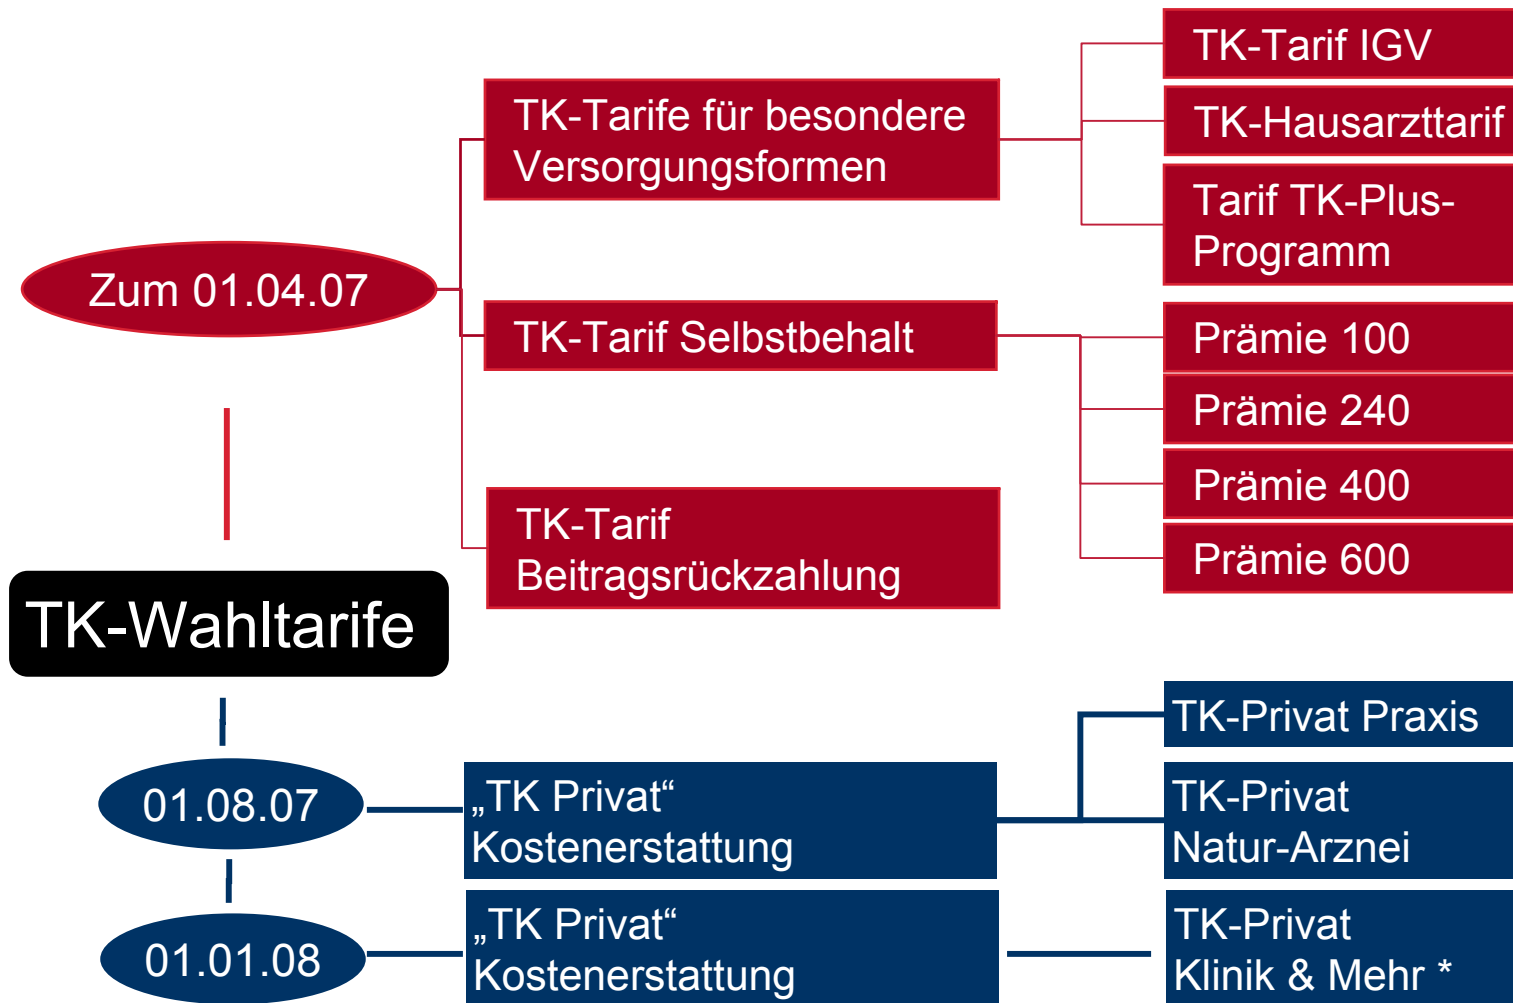 Zum 01.04.07
TK-Tarife für besondere
Versorgungsformen
TK-Tarif IGV
TK-Hausarzttarif
Tarif TK-Plus-
Programm
TK-Tarif Selbstbehalt
Prämie 100
Prämie 240
Prämie 400
Prämie 600
TK-Tarif
Beitragsrückzahlung
TK-Wahltarife
01.08.07
„TK Privat“
Kostenerstattung
TK-Privat Praxis
TK-Privat
Natur-Arznei
01.01.08
„TK Privat“
Kostenerstattung
TK-Privat
Klinik & Mehr *